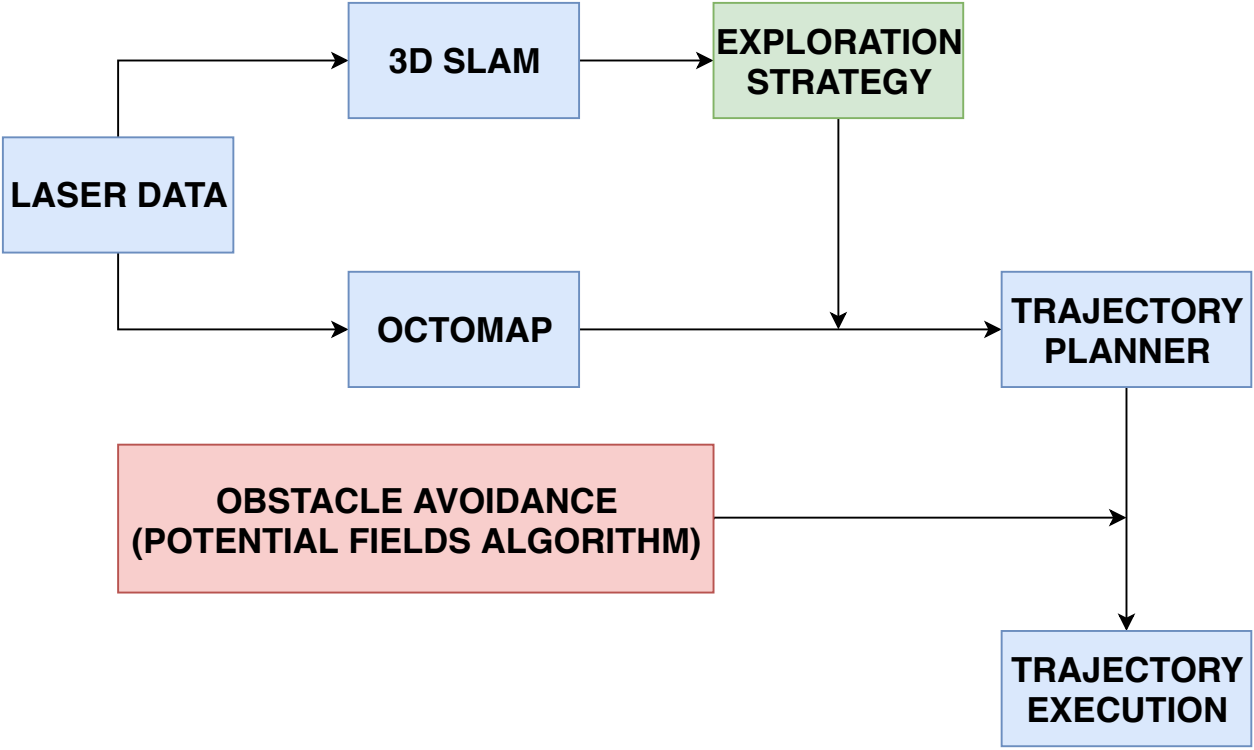 3D SLAM
EXPLORATION
STRATEGY
LASER DATA
OCTOMAP
TRAJECTORY
PLANNER
OBSTACLE AVOIDANCE
(POTENTIAL FIELDS ALGORITHM)
TRAJECTORY
EXECUTION